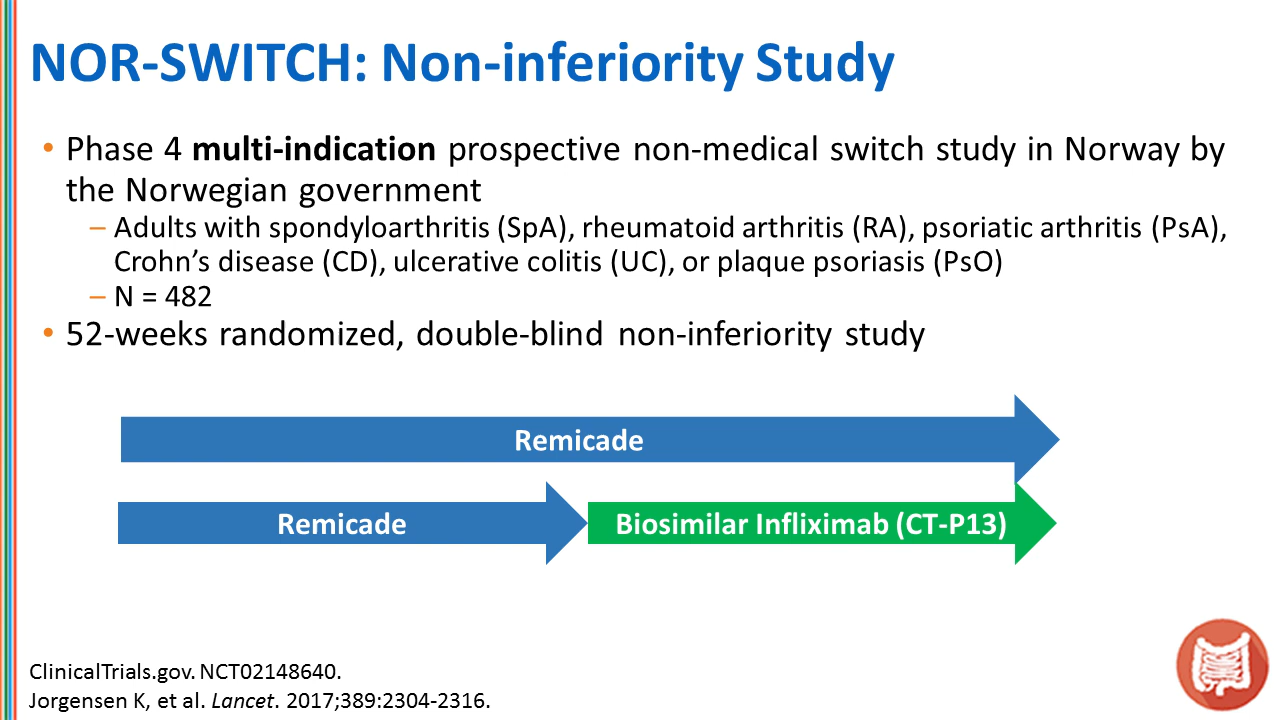 NOR-SWITCH: Non-inferiority Study
• Phase 4 multi-indication prospective non-medical switch study in Norway by
the Norwegian government
– Adults with spondyloarthritis (SpA), rheumatoid arthritis (RA), psoriatic arthritis (PsA),
Crohn’s disease (CD), ulcerative colitis (UC), or plaque psoriasis (PsO)
– N = 482
• 52-weeks randomized, double-blind non-inferiority study
Remicade
Remicade
Biosimilar Infliximab (CT-P13)
ClinicalTrials.gov. NCT02148640.
Jorgensen K, et al. Lancet. 2017;389:2304-2316.